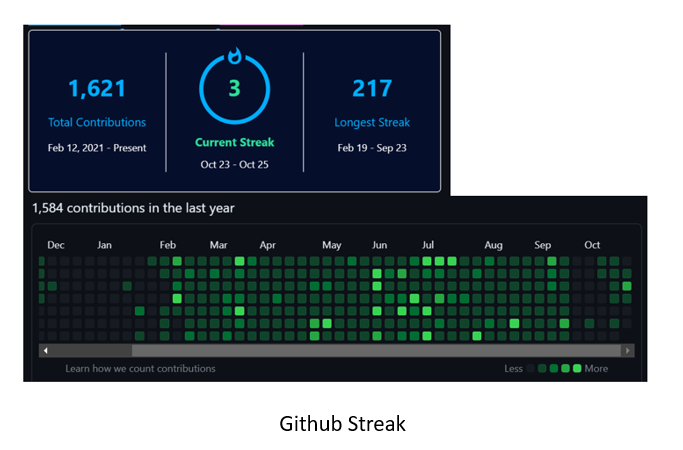 1,621
Total Contributions
Feb 12, 2021 - Present
3
Current Streak
Oct 23 - Oct 25
217
Longest Streak
Feb 19 - Sep 23
1,584 contributions in the last year
Dec Jan Feb Mar Apr May Jun Jul Aug Sep Oct
Learn how we count contributions
Less More
Github Streak